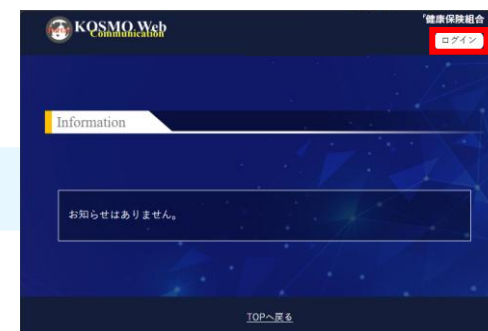 KOSMO Web
Communication
健康保険組合
ログイン
Information
お知らせはありません。
TOPへ戻る